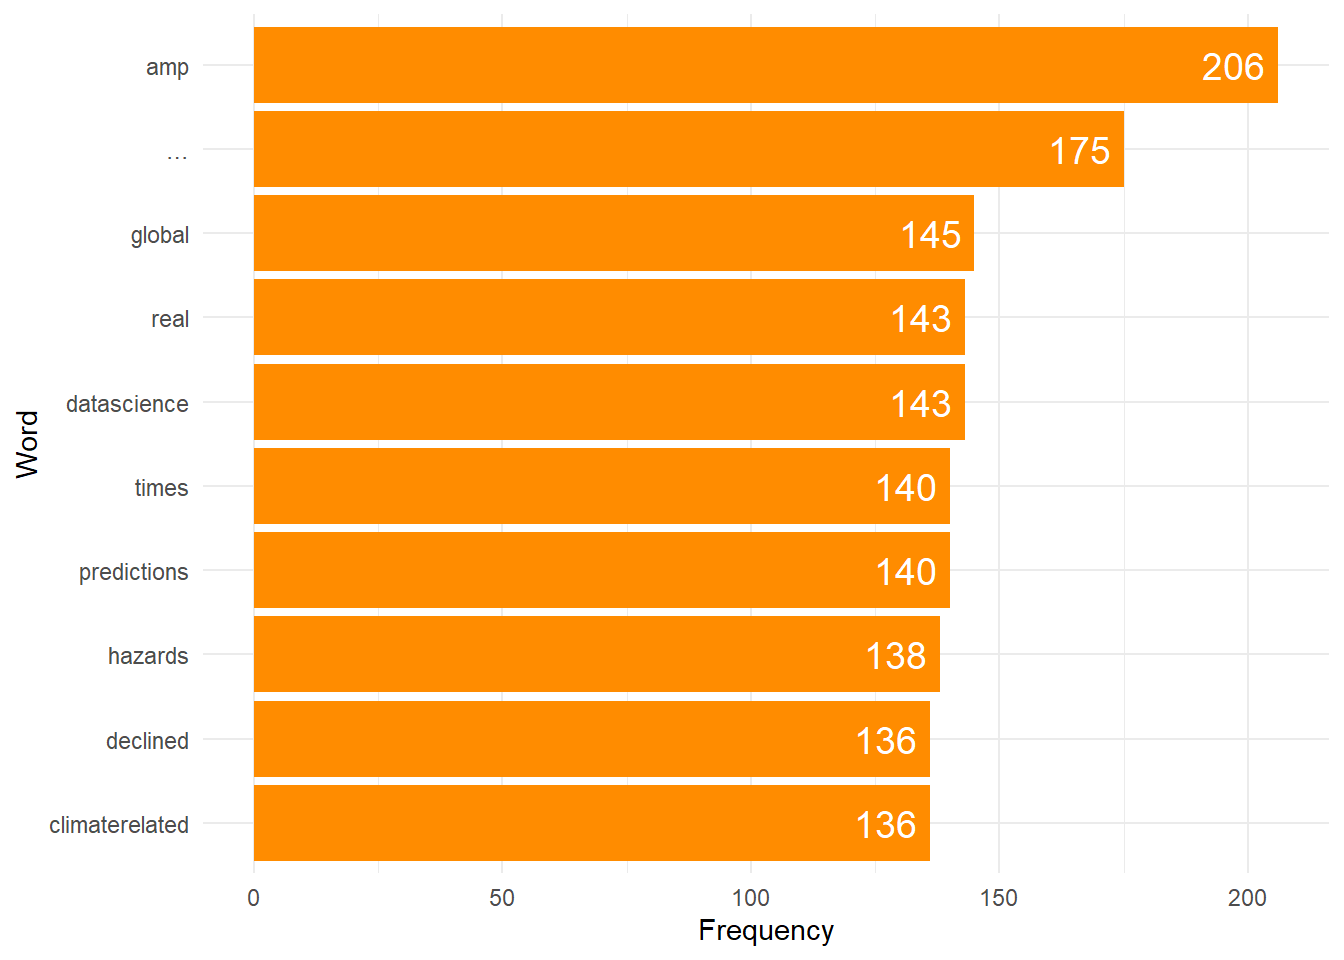 amp 206
... 175
global 145
real 143
datascience 143
times 140
predictions 140
hazards 138
declined 136
climaterelated 136
0 50 100 150 200
Frequency
Word